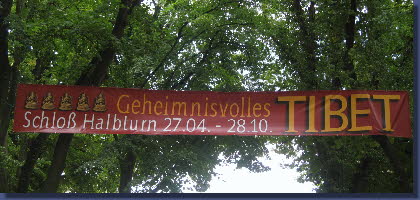 Geheimnisvolles TIBET
Schloß Halbturn 27.04. - 28.10.